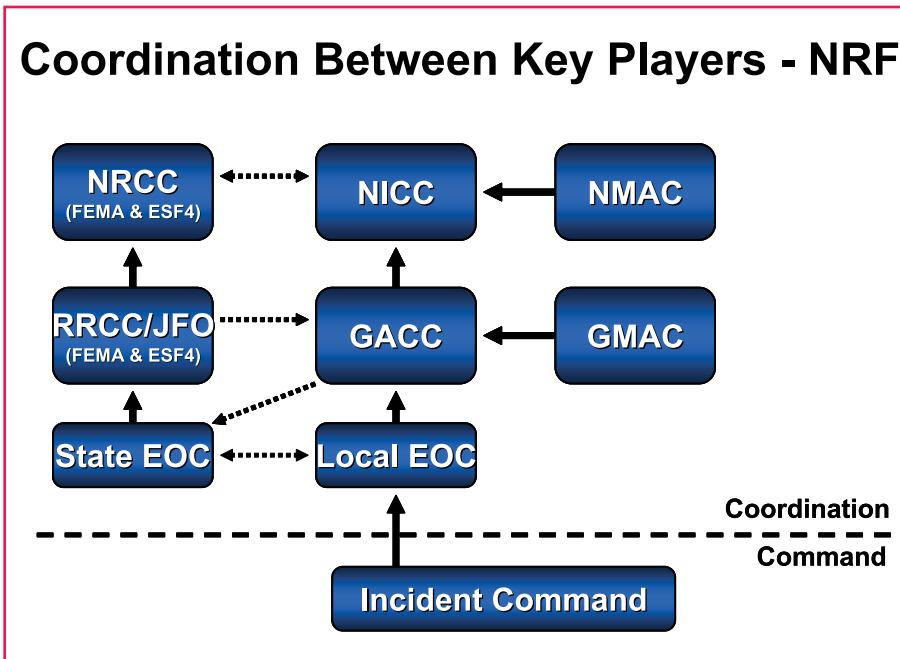 Coordination Between Key Players - NRF
NRCC
(FEMA & ESF4)
NICC
NMAC
RRCC/JFO
(FEMA & ESF4)
GACC
GMAC
State EOC
Local EOC
Coordination
Command
Incident Command